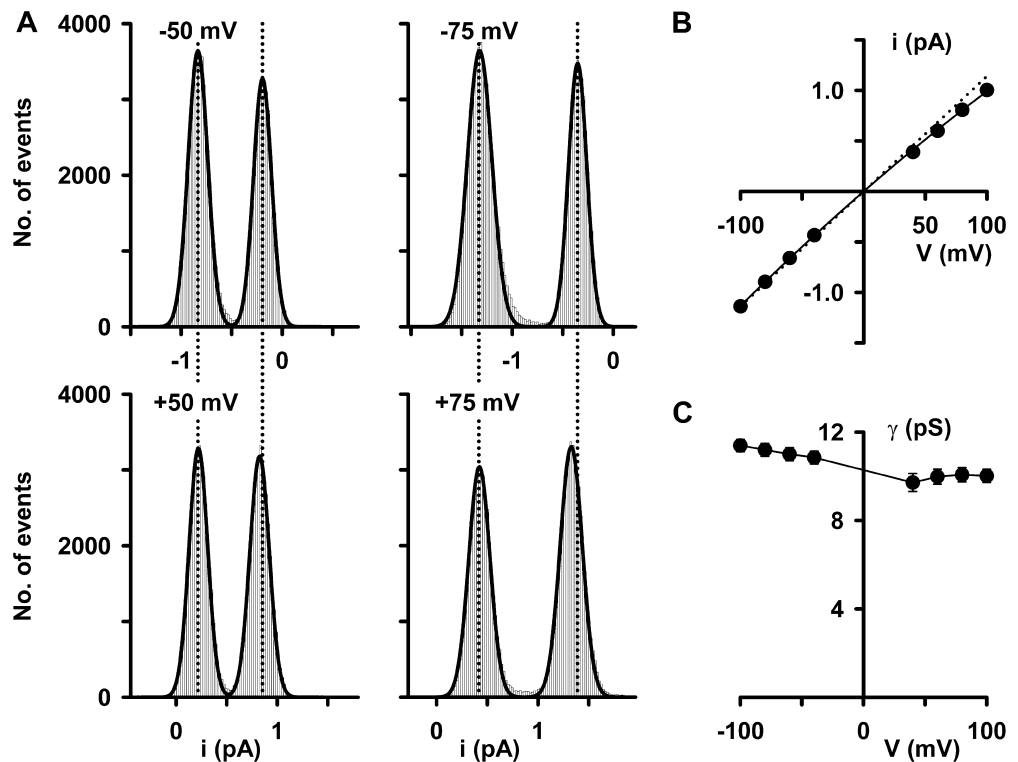 A
4000
-50 mV
-75 mV
2000
0
No. of events
-1
0
-1
0
4000
+50 mV
+75 mV
2000
0
No. of events
0
1
0
1
i (pA)
i (pA)
B
i (pA)
1.0
-100
50
100
V (mV)
-1.0
C
12
γ (pS)
8
4
-100
0
100
V (mV)